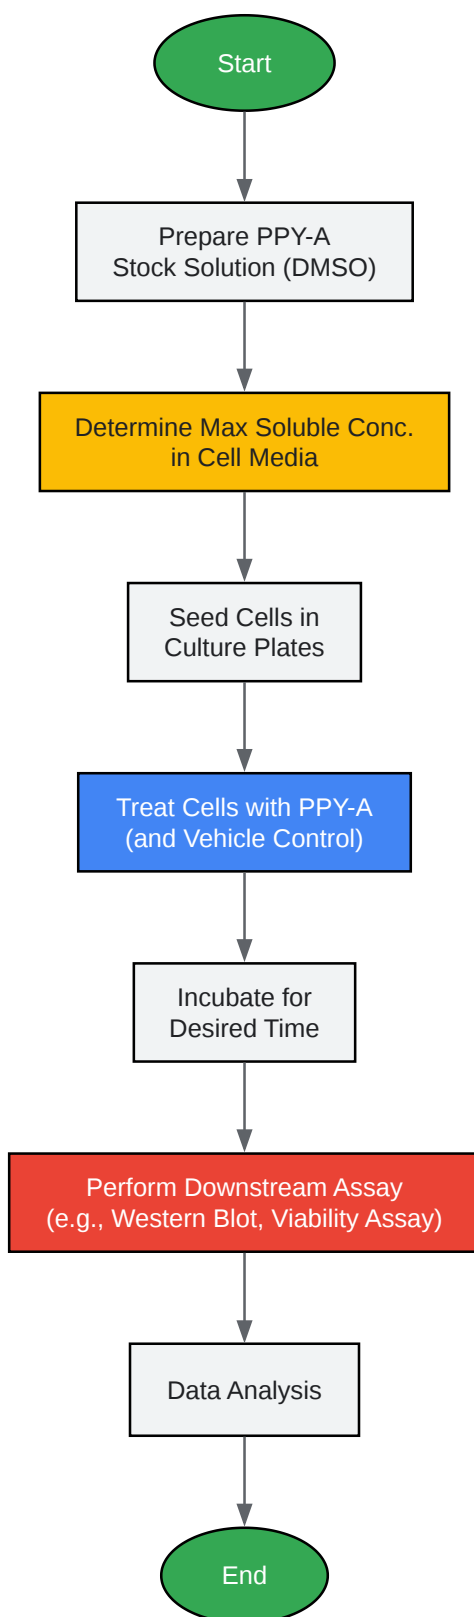 Start
Prepare PPY-A
Stock Solution (DMSO)
Determine Max Soluble Conc.
in Cell Media
Seed Cells in
Culture Plates
Treat Cells with PPY-A
(and Vehicle Control)
Incubate for
Desired Time
Perform Downstream Assay
(e.g., Western Blot, Viability Assay)
Data Analysis
End